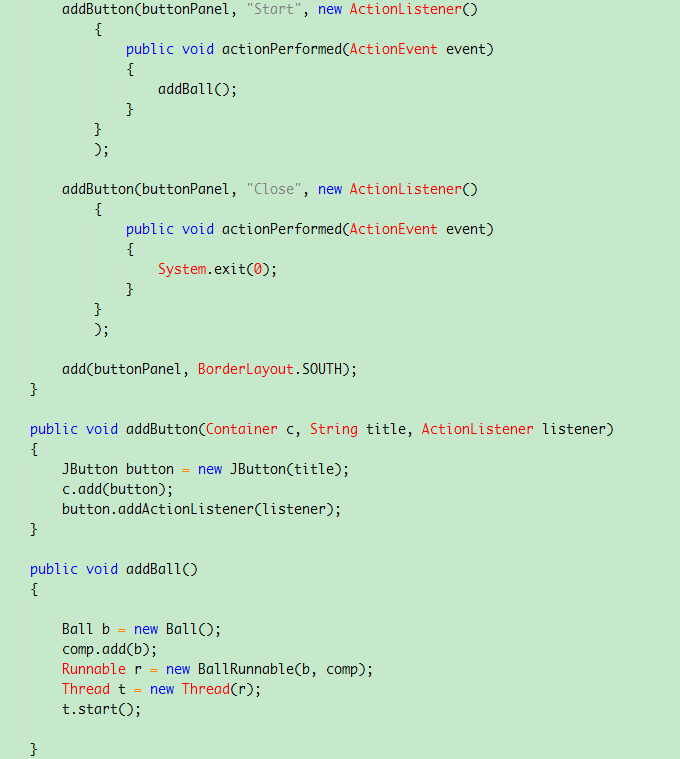 addButton(buttonPanel, "Start", new ActionListener()
{
public void actionPerformed(ActionEvent event)
{
addBall();
}
}
);
addButton(buttonPanel, "Close", new ActionListener()
{
public void actionPerformed(ActionEvent event)
{
System.exit(0);
}
}
);
add(buttonPanel, BorderLayout.SOUTH);
}
public void addButton(Container c, String title, ActionListener listener)
{
JButton button = new JButton(title);
c.add(button);
button.addActionListener(listener);
}
public void addBall()
{
Ball b = new Ball();
comp.add(b);
Runnable r = new BallRunnable(b, comp);
Thread t = new Thread(r);
t.start();
}